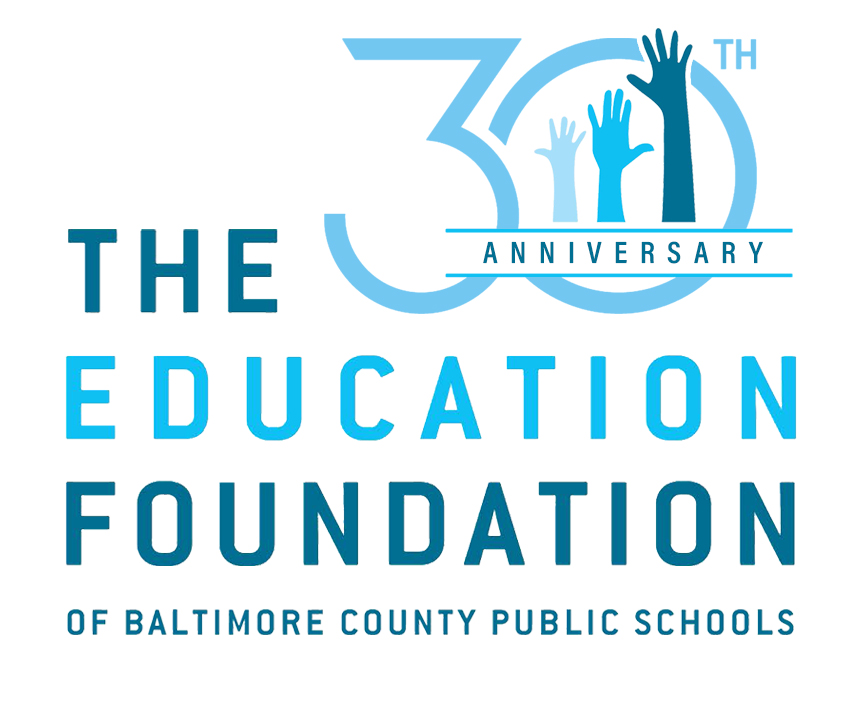 30TH
ANNIVERSARY
THE
EDUCATION
FOUNDATION
OF BALTIMORE COUNTY PUBLIC SCHOOLS